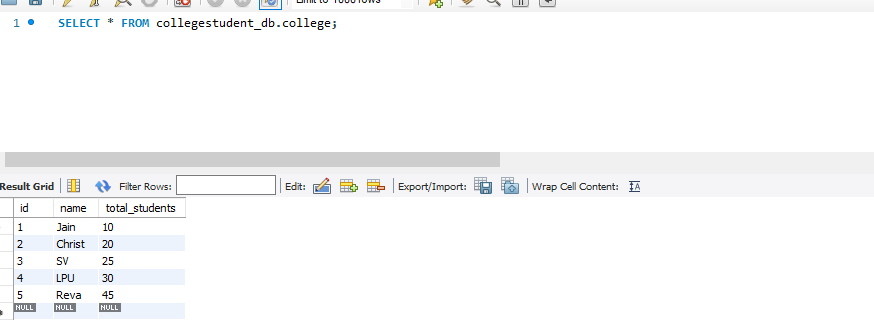 1 SELECT * FROM collegestudent_db.college;
Result Grid Filter Rows: Edit: Export/Import: Wrap Cell Content:
id name total_students
1 Jain 10
2 Christ 20
3 SV 25
4 LPU 30
5 Reva 45
NULL NULL NULL